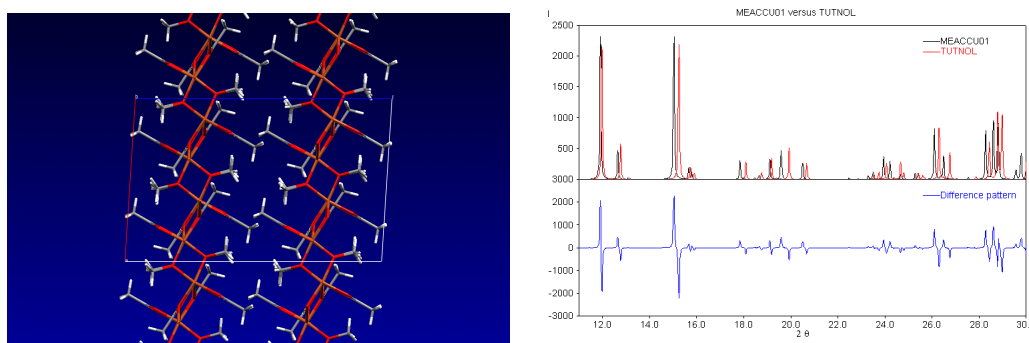 MEACCU01 versus TUTNOL
I
2500
MEACCU01
TUTNOL
2000
1500
1000
500
3000
Difference pattern
2000
1000
0
-1000
-2000
-3000
12.0 14.0 16.0 18.0 20.0 22.0 24.0 26.0 28.0 30.
2 θ